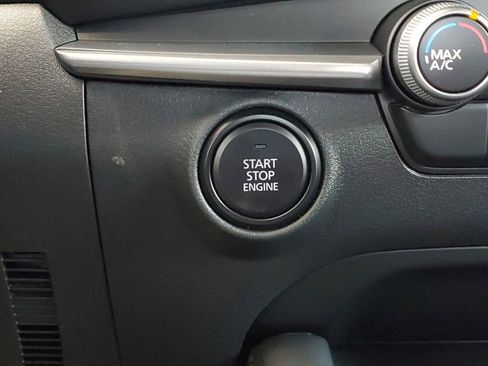 MAX
A/C
START
STOP
ENGINE